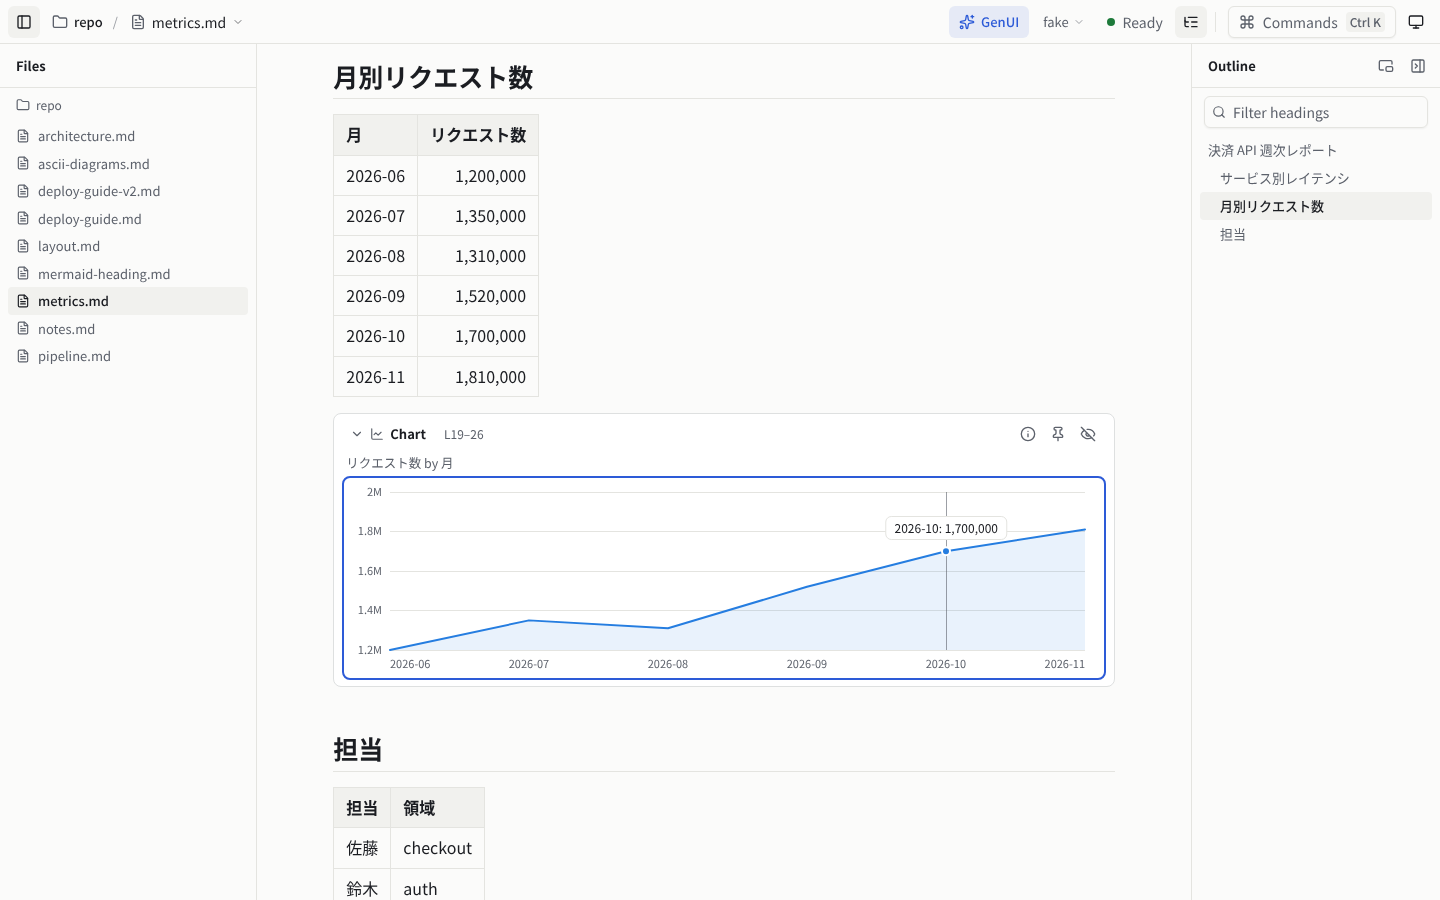 repo / metrics.md
GenUI
fake
Ready
Commands Ctrl K
Files
repo
architecture.md
ascii-diagrams.md
deploy-guide-v2.md
deploy-guide.md
layout.md
mermaid-heading.md
metrics.md
notes.md
pipeline.md
月別リクエスト数
月 リクエスト数
2026-06 1,200,000
2026-07 1,350,000
2026-08 1,310,000
2026-09 1,520,000
2026-10 1,700,000
2026-11 1,810,000
Chart L19–26
リクエスト数 by 月
2M
1.8M
1.6M
1.4M
1.2M
2026-10: 1,700,000
2026-06 2026-07 2026-08 2026-09 2026-10 2026-11
担当
担当 領域
佐藤 checkout
鈴木 auth
Outline
Filter headings
決済 API 週次レポート
サービス別レイテンシ
月別リクエスト数
担当